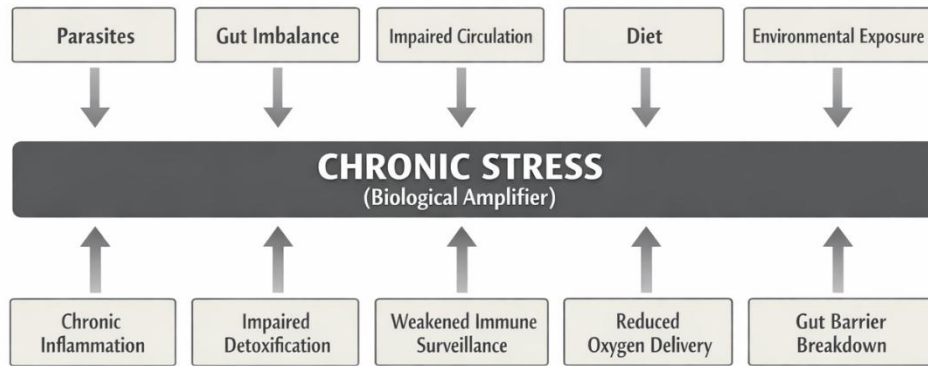 Parasites
Gut Imbalance
Impaired Circulation
Diet
Environmental Exposure
CHRONIC STRESS
(Biological Amplifier)
Chronic
Inflammation
Impaired
Detoxification
Weakened Immune
Surveillance
Reduced
Oxygen Delivery
Gut Barrier
Breakdown